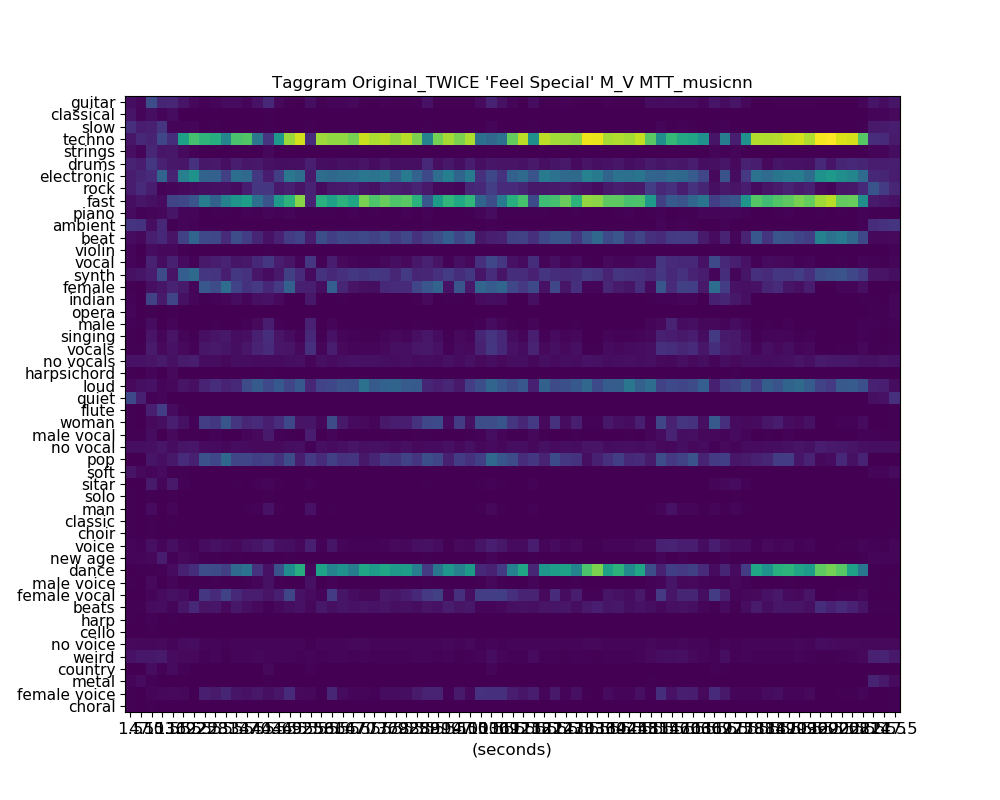 Taggram Original_TWICE 'Feel Special' M_V MTT_musicnn
guitar
classical
slow
techno
strings
drums
electronic
rock
fast
piano
ambient
beat
violin
vocal
synth
female
indian
opera
male
singing
vocals
no vocals
harpsichord
loud
quiet
flute
woman
male vocal
no vocal
pop
soft
sitar
solo
man
classic
choir
voice
new age
dance
male voice
female vocal
beats
harp
cello
no voice
weird
country
metal
female voice
choral
(seconds)